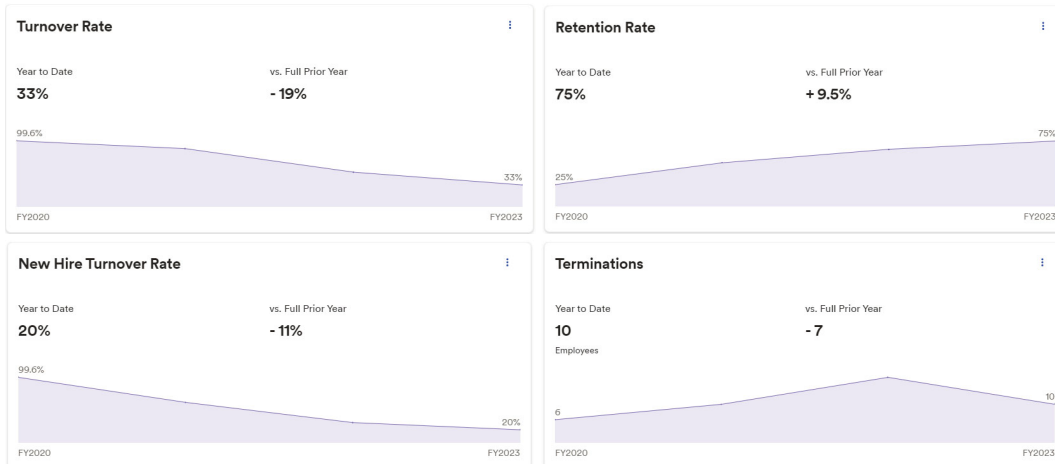 Turnover Rate
Year to Date
vs. Full Prior Year
33%
- 19%
99.6%
33%
FY2020
FY2023
Retention Rate
Year to Date
vs. Full Prior Year
75%
+ 9.5%
75%
25%
FY2020
FY2023
New Hire Turnover Rate
Year to Date
vs. Full Prior Year
20%
- 11%
99.6%
20%
FY2020
FY2023
Terminations
Year to Date
vs. Full Prior Year
10
- 7
Employees
6
10
FY2020
FY2023